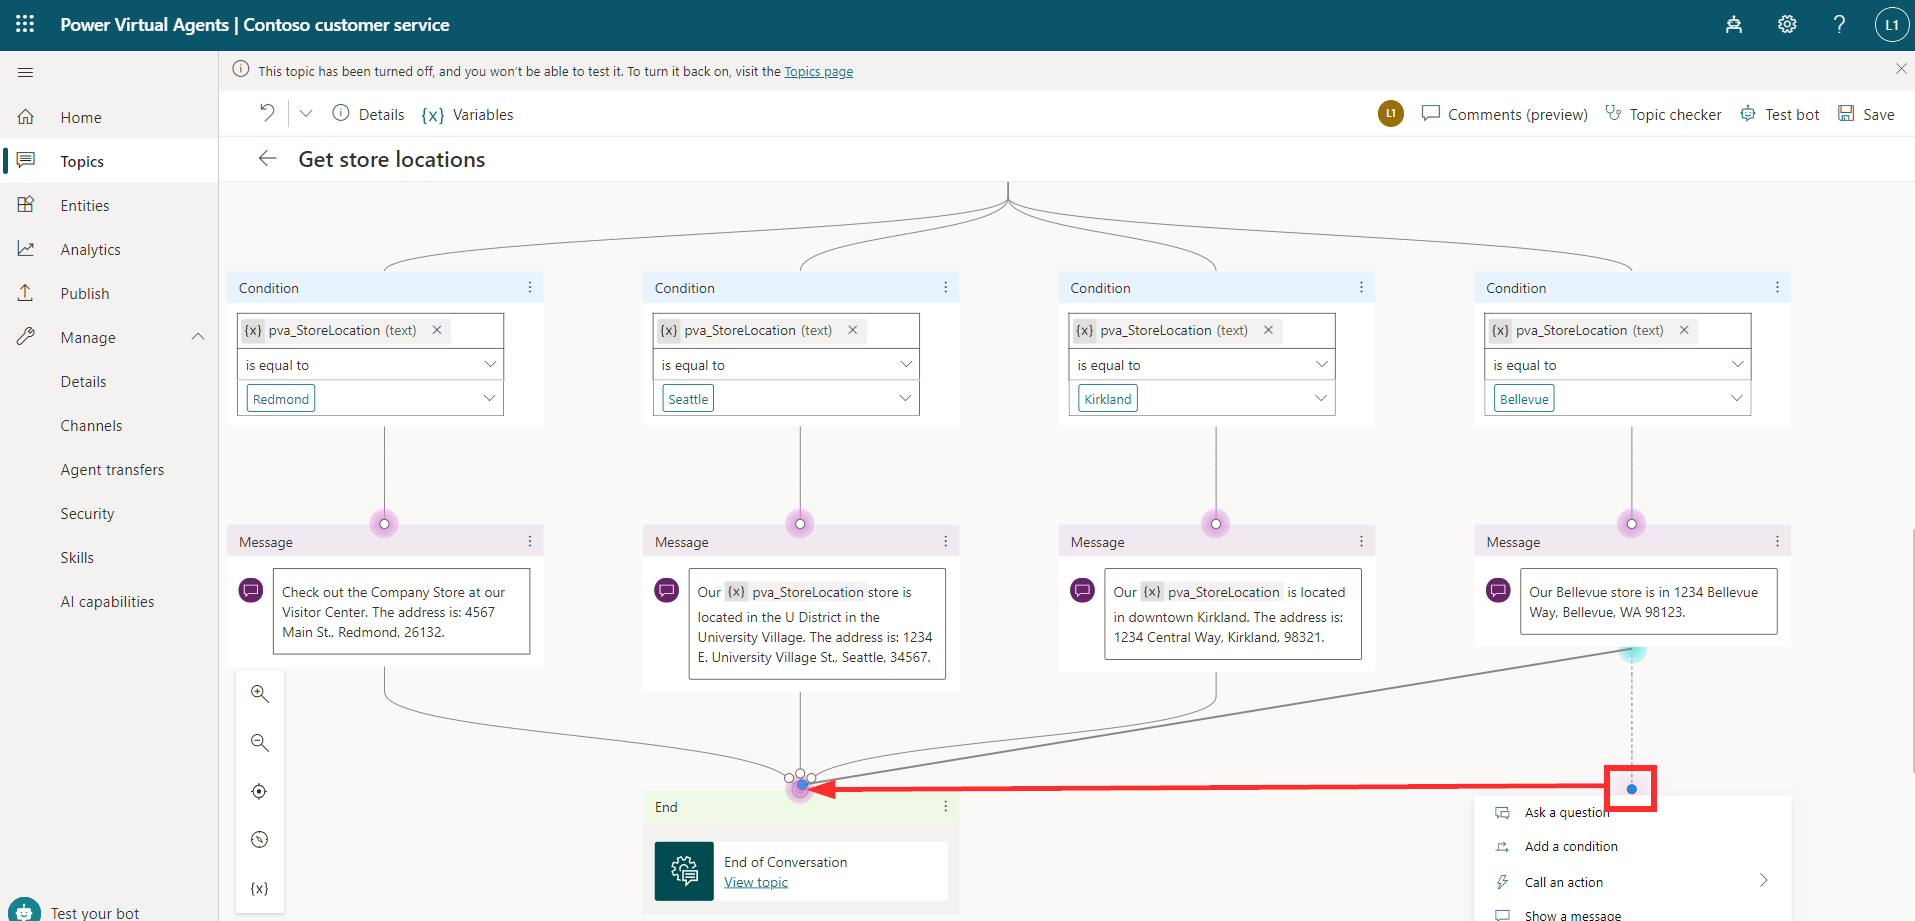 Power Virtual Agents | Contoso customer service
L1
This topic has been turned off, and you won't be able to test it. To turn it back on, visit the Topics page
Details
{x} Variables
L1
Comments (preview)
Topic checker
Test bot
Save
Get store locations
Home
Topics
Entities
Analytics
Publish
Manage
Details
Channels
Agent transfers
Security
Skills
AI capabilities
Test your bot
Condition
{x} pva_StoreLocation (text)
is equal to
Redmond
Condition
{x} pva_StoreLocation (text)
is equal to
Seattle
Condition
{x} pva_StoreLocation (text)
is equal to
Kirkland
Condition
{x} pva_StoreLocation (text)
is equal to
Bellevue
Message
Check out the Company Store at our
Visitor Center. The address is: 4567
Main St., Redmond, 26132.
Message
Our {x} pva_StoreLocation store is
located in the U District in the
University Village. The address is: 1234
E. University Village St., Seattle, 34567.
Message
Our {x} pva_StoreLocation is located
in downtown Kirkland. The address is:
1234 Central Way, Kirkland, 98321.
Message
Our Bellevue store is in 1234 Bellevue
Way, Bellevue, WA 98123.
{x}
End
End of Conversation
View topic
Ask a question
Add a condition
Call an action
Show a message